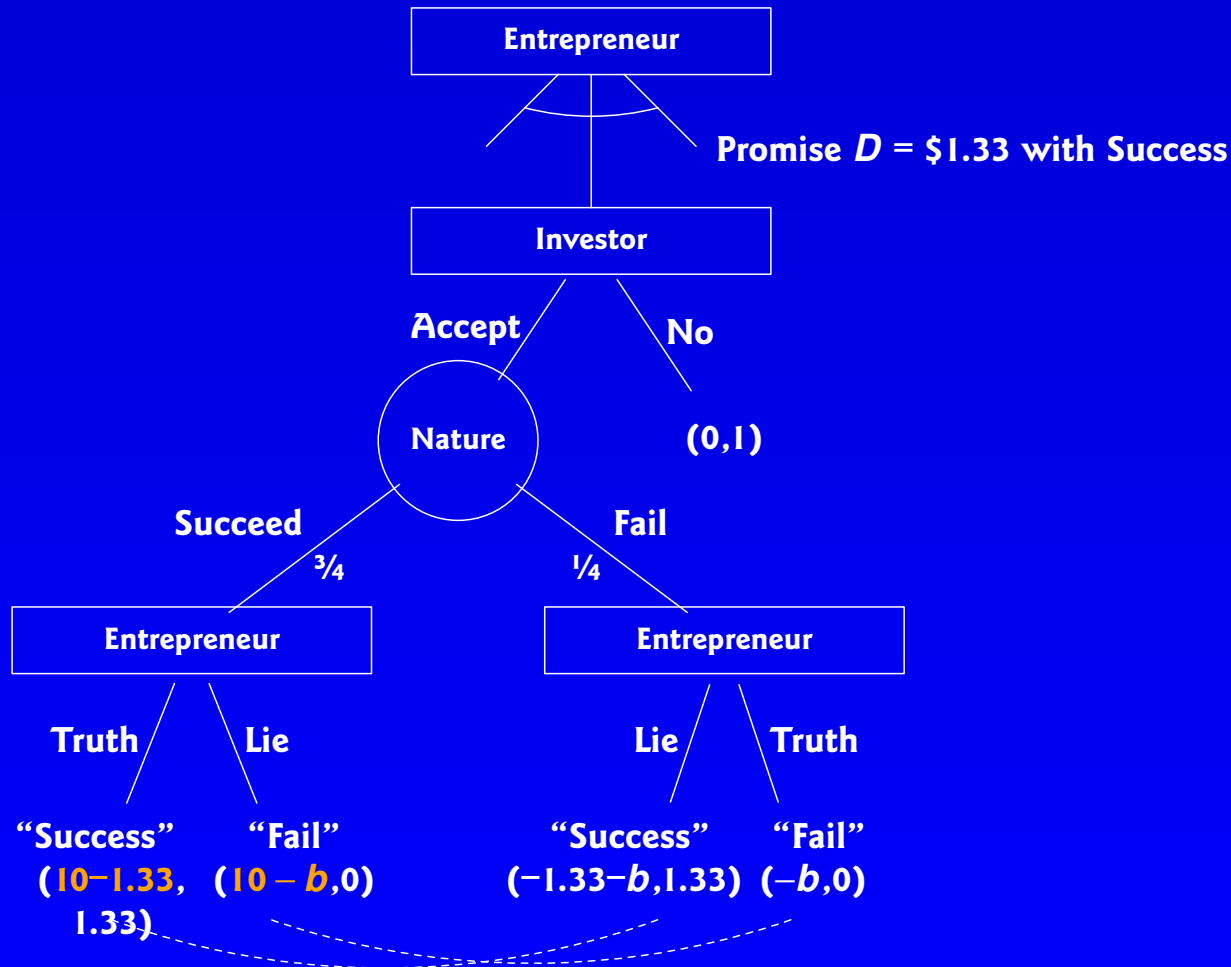 Entrepreneur
Promise D = $1.33 with Success
Investor
Accept
No
Nature
(0,1)
Succeed
Fail
¾
¼
Entrepreneur
Entrepreneur
Truth
Lie
Lie
Truth
“Success”
“Fail”
“Success”
“Fail”
(10–1.33,
(10 – b,0)
(–1.33–b,1.33)
(–b,0)
1.33)